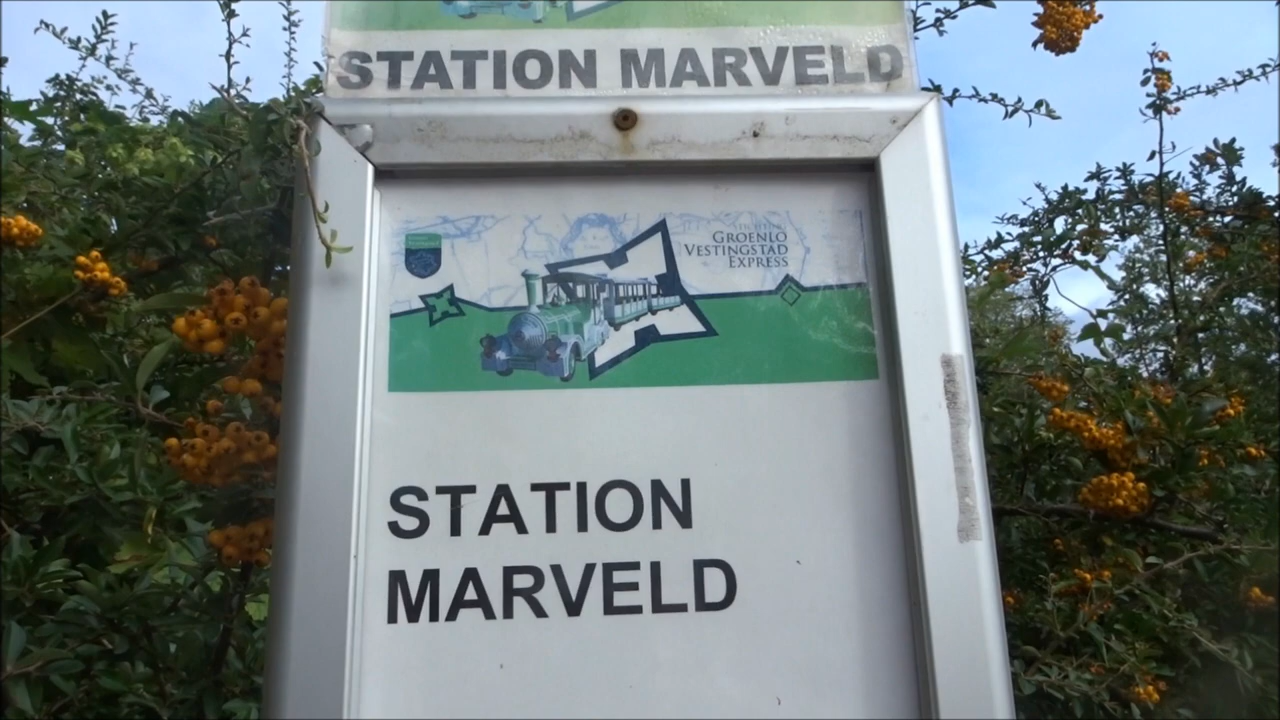 STATION MARVELD
STICHTING
GROENLO
VESTINGSTAD
EXPRESS
STATION
MARVELD